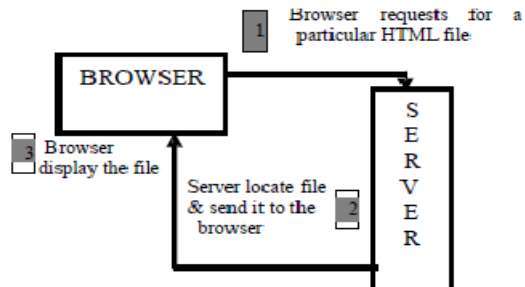 1
Browser requests for a
particular HTML file
BROWSER
S
E
R
V
E
R
3
Browser
display the file
Server locate file
& send it to the
browser
2